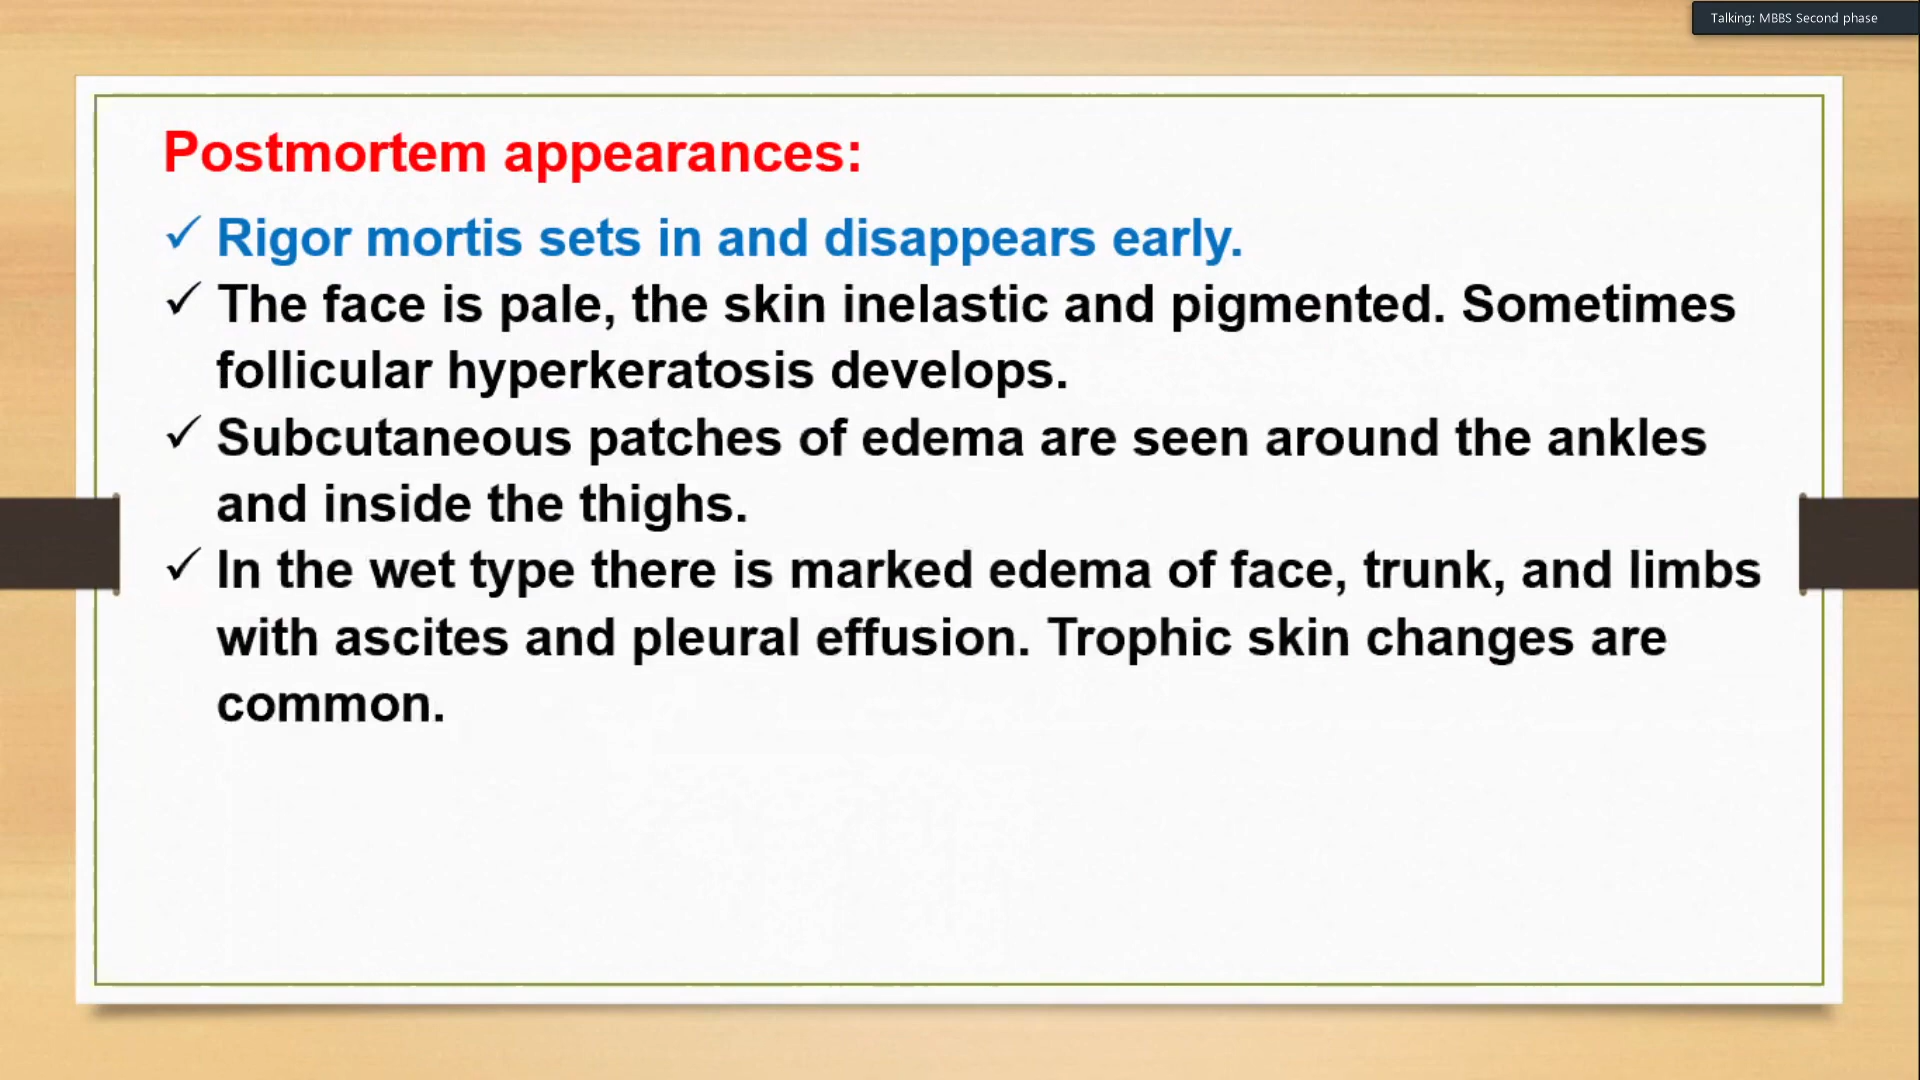 Talking: MBBS Second phase
Postmortem appearances:
✓ Rigor mortis sets in and disappears early.
✓ The face is pale, the skin inelastic and pigmented. Sometimes
follicular hyperkeratosis develops.
✓ Subcutaneous patches of edema are seen around the ankles
and inside the thighs.
✓ In the wet type there is marked edema of face, trunk, and limbs
with ascites and pleural effusion. Trophic skin changes are
common.